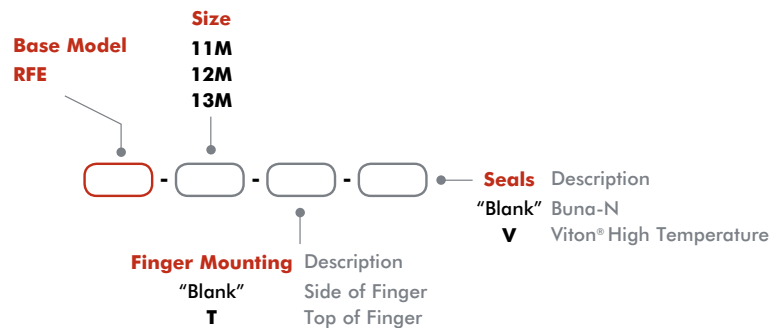 Size
Base Model 11M
RFE 12M
13M
- - -
Seals Description
"Blank" Buna-N
V Viton® High Temperature
Finger Mounting Description
"Blank" Side of Finger
T Top of Finger